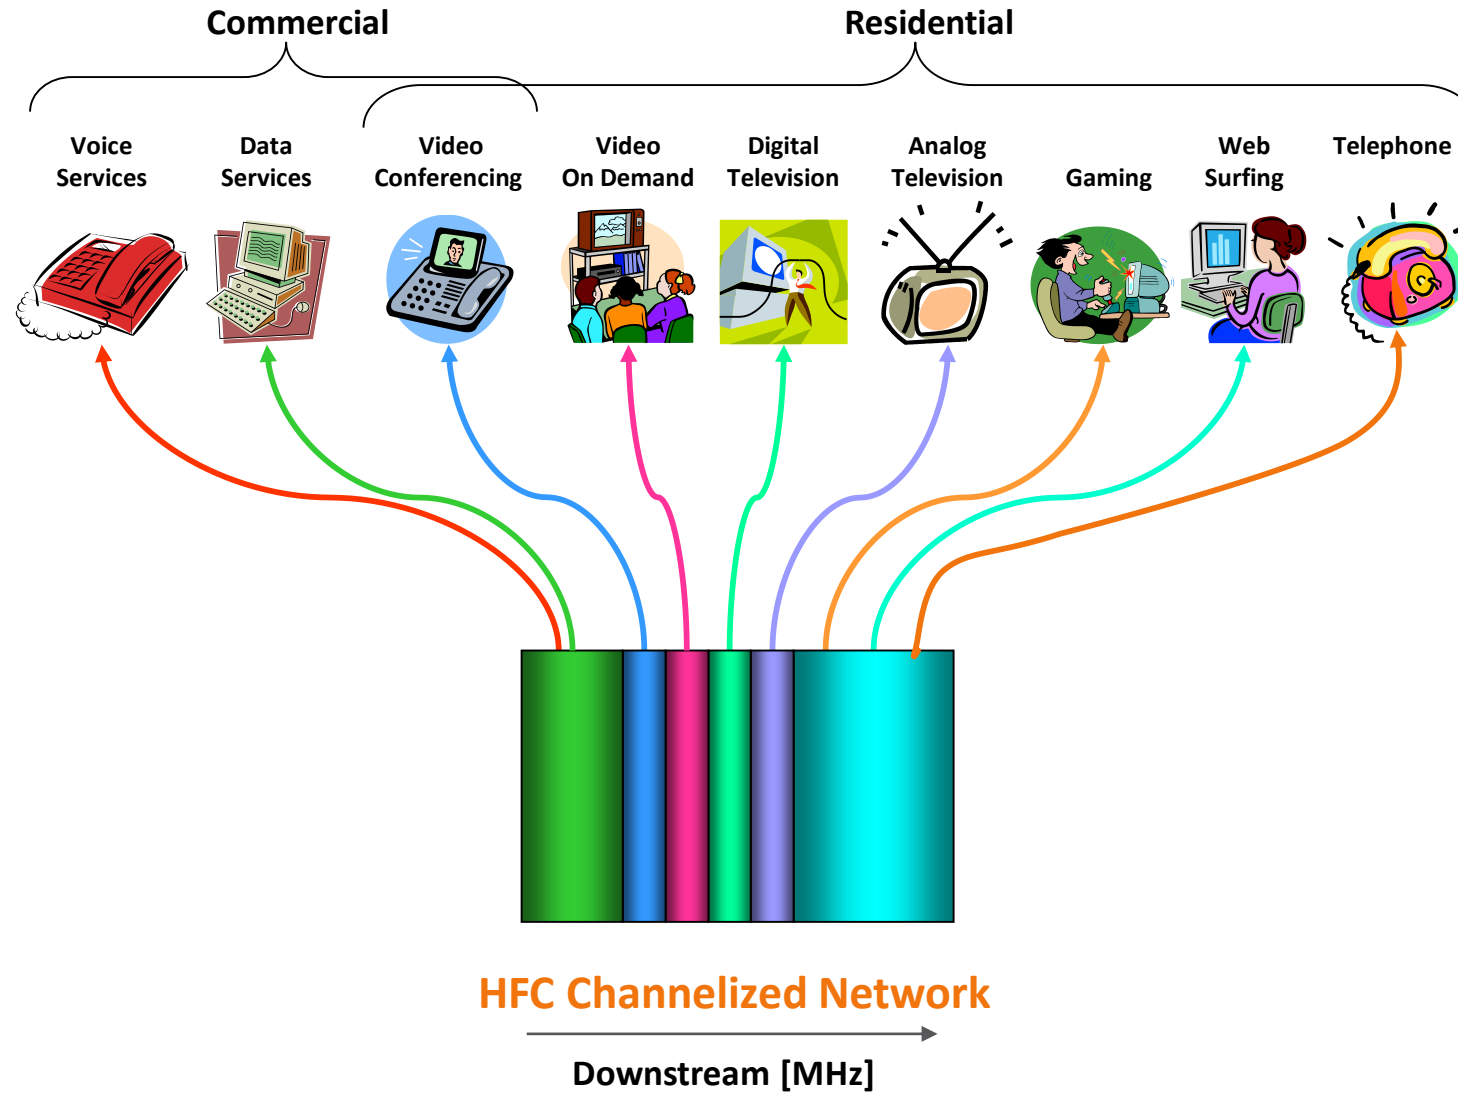 Commercial
Residential
Voice
Services
Data
Services
Video
Conferencing
Video
On Demand
Digital
Television
Analog
Television
Gaming
Web
Surfing
Telephone
HFC Channelized Network
Downstream [MHz]